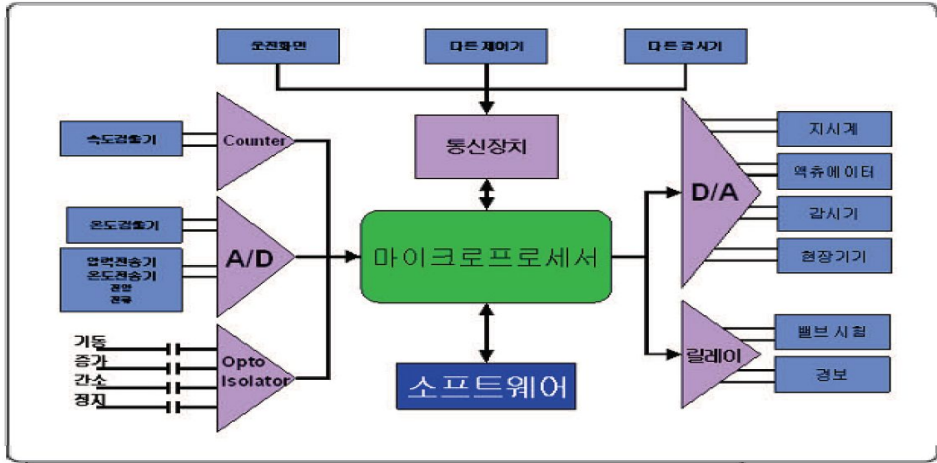 운전화면
다른 제어기
다른 감시기
속도검출기
Counter
통신장치
지시계
액츄에이터
D/A
감시기
현장기기
온도검출기
A/D
마이크로프로세서
압력전송기
온도전송기
전압
전류
기동
증가
간소
정지
Opto
Isolator
소프트웨어
릴레이
밸브 시험
경보